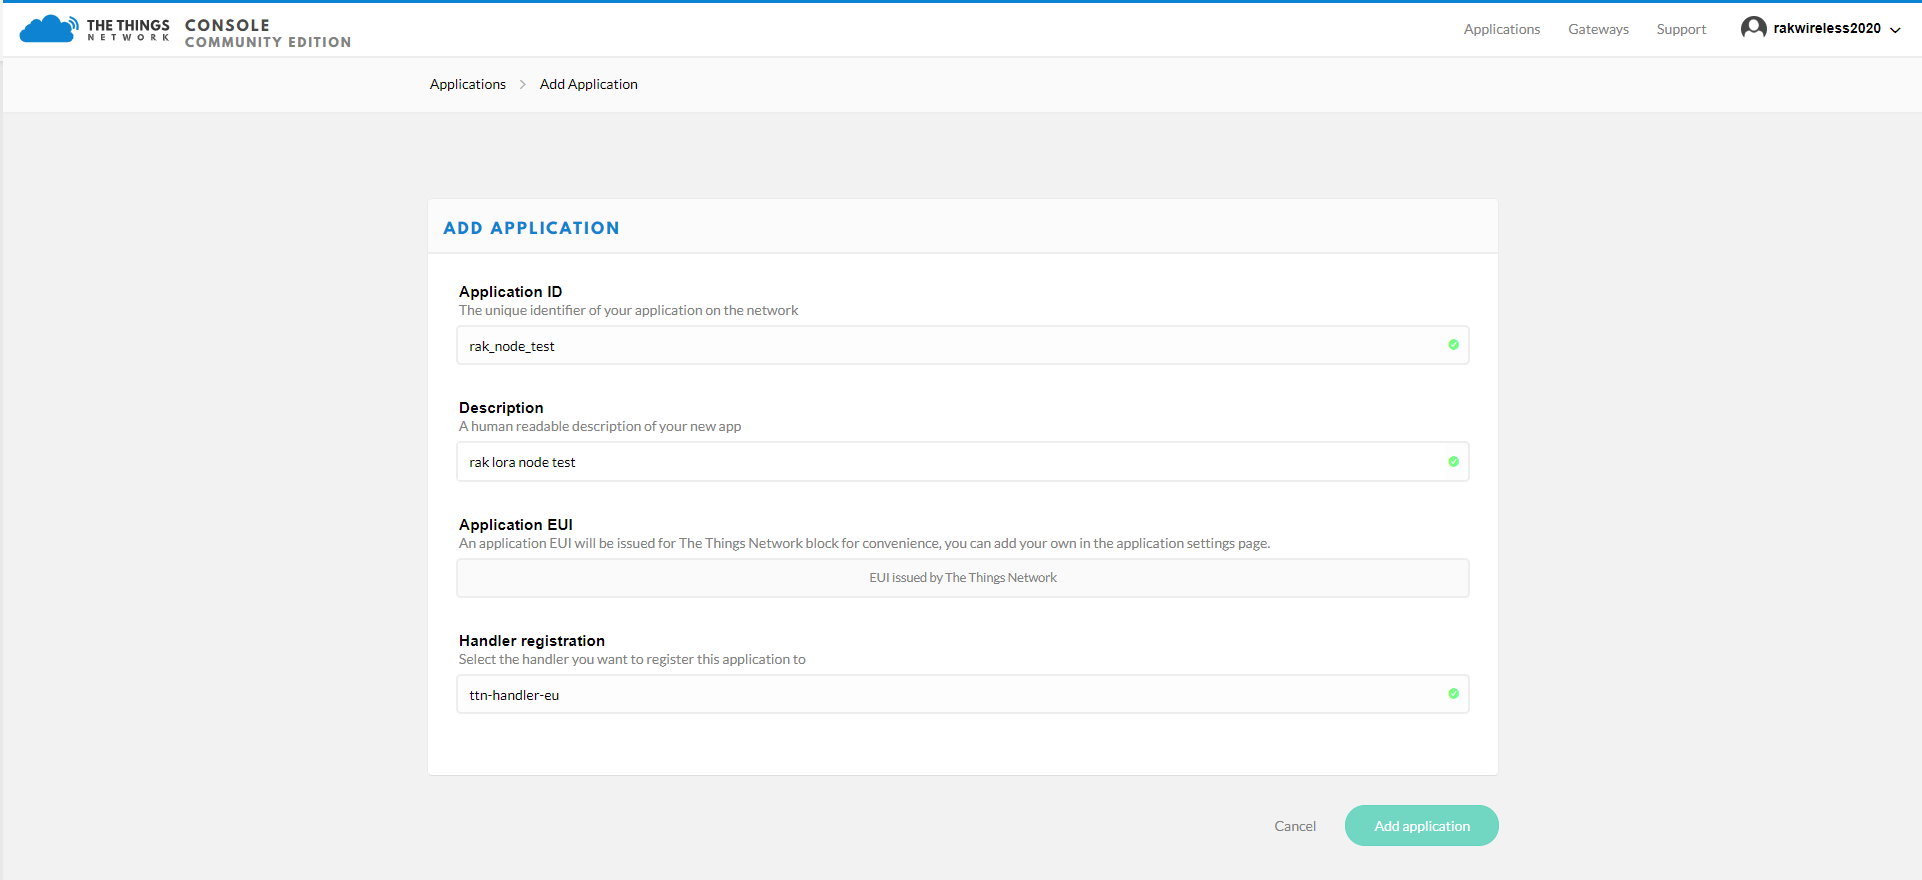 THE THINGS
NETWORK
CONSOLE
COMMUNITY EDITION
Applications
Gateways
Support
rakwireless2020
Applications > Add Application
ADD APPLICATION
Application ID
The unique identifier of your application on the network
rak_node_test
Description
A human readable description of your new app
rak lora node test
Application EUI
An application EUI will be issued for The Things Network block for convenience, you can add your own in the application settings page.
EUI issued by The Things Network
Handler registration
Select the handler you want to register this application to
ttn-handler-eu
Cancel
Add application